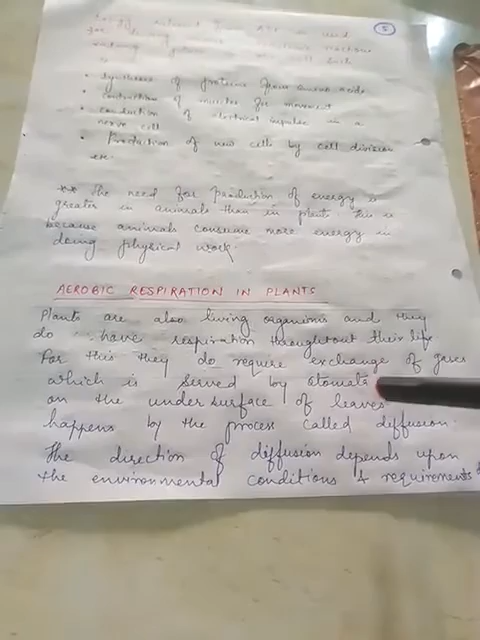 5
Synthesis of proteins from amino acids
contraction of muscles for movement
conduction of electrical impulse in a
nerve cell
Production of new cells by cell division
etc.
** The need for production of energy is
greater in animals than in plants. This is
because animals consume more energy in
doing physical work.
AEROBIC RESPIRATION IN PLANTS
Plants are also living organisms and they
do have respiration throughout their life
For this they do require exchange of gases
which is served by stomata
on the under surface of leaves
happens by the process called diffusion.
The direction of diffusion depends upon
the environmental conditions & requirements